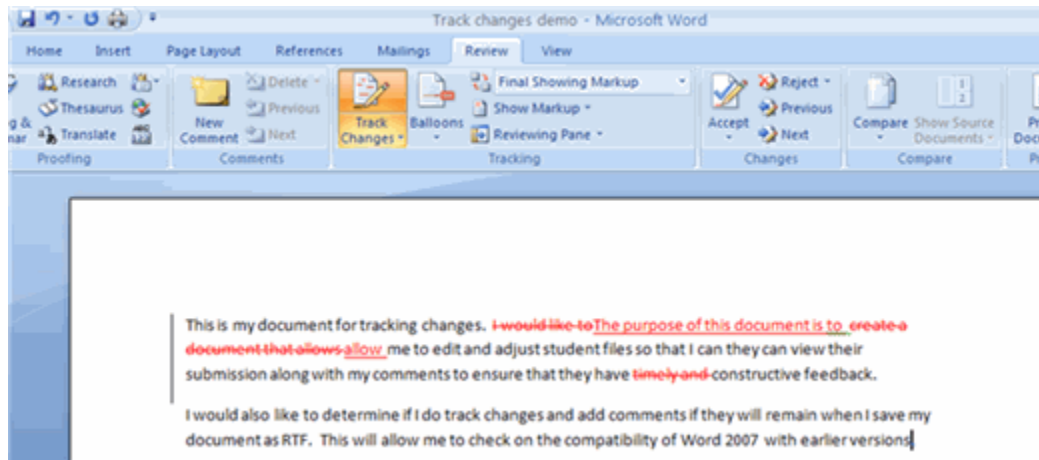 Track changes demo - Microsoft Word
Home Insert Page Layout References Mailings Review View
Research Delete Final Showing Markup Reject
Thesaurus Previous Show Markup Previous
Translate New Comment Next Track Changes Balloons Reviewing Pane Accept Next Compare Show Source Documents
Proofing Comments Tracking Changes Compare
This is my document for tracking changes. I would like toThe purpose of this document is to create a
document that allows allow me to edit and adjust student files so that I can they can view their
submission along with my comments to ensure that they have timely and constructive feedback.
I would also like to determine if I do track changes and add comments if they will remain when I save my
document as RTF. This will allow me to check on the compatibility of Word 2007 with earlier versions